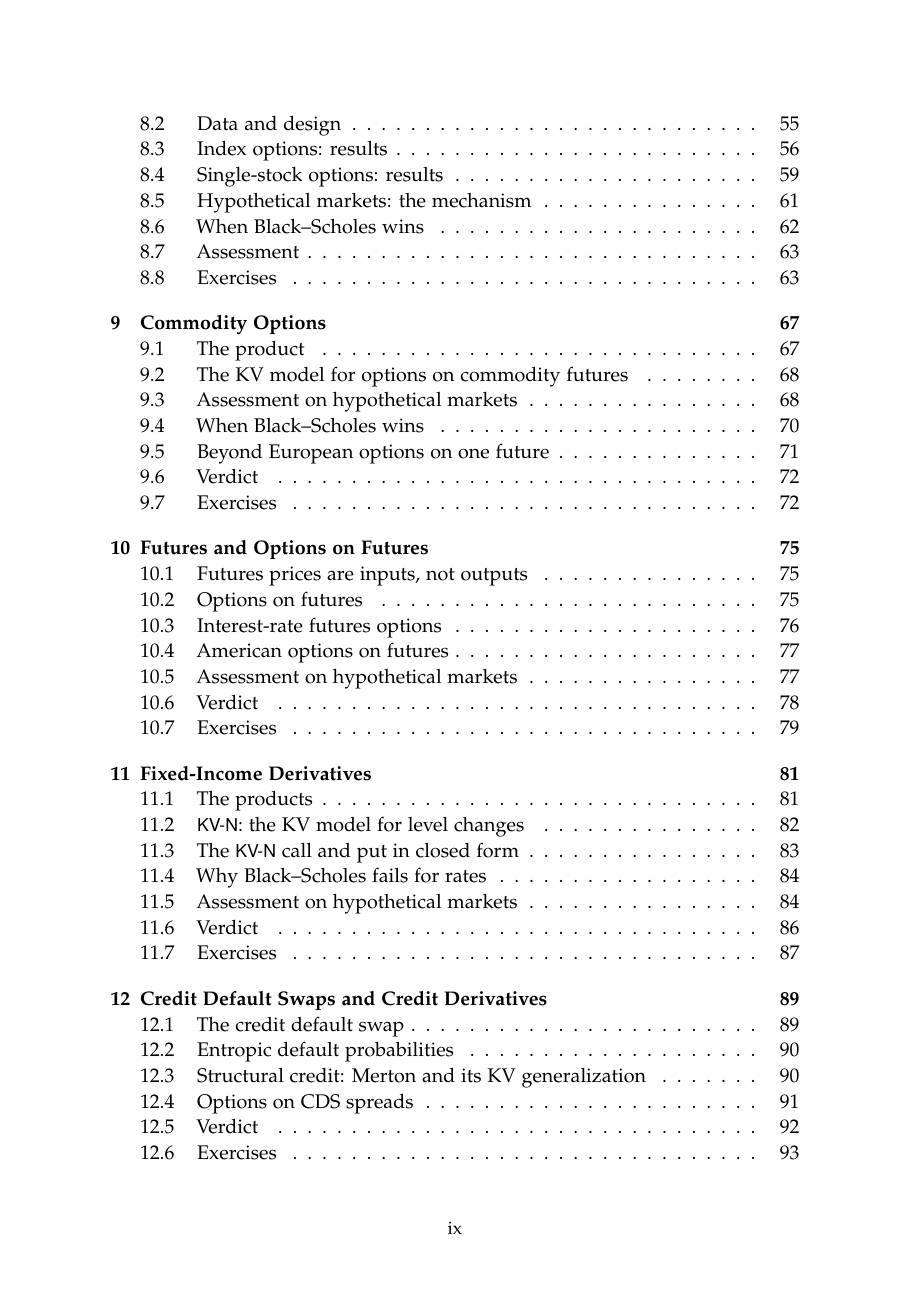 8.2 Data and design . . . . . . . . . . . . . . . . . . . . . . . . . . . . 55
8.3 Index options: results . . . . . . . . . . . . . . . . . . . . . . . . . 56
8.4 Single-stock options: results . . . . . . . . . . . . . . . . . . . . . 59
8.5 Hypothetical markets: the mechanism . . . . . . . . . . . . . . . 61
8.6 When Black–Scholes wins . . . . . . . . . . . . . . . . . . . . . . 62
8.7 Assessment . . . . . . . . . . . . . . . . . . . . . . . . . . . . . . . 63
8.8 Exercises . . . . . . . . . . . . . . . . . . . . . . . . . . . . . . . . 63
9 Commodity Options 67
9.1 The product . . . . . . . . . . . . . . . . . . . . . . . . . . . . . . 67
9.2 The KV model for options on commodity futures . . . . . . . . 68
9.3 Assessment on hypothetical markets . . . . . . . . . . . . . . . . 68
9.4 When Black–Scholes wins . . . . . . . . . . . . . . . . . . . . . . 70
9.5 Beyond European options on one future . . . . . . . . . . . . . . 71
9.6 Verdict . . . . . . . . . . . . . . . . . . . . . . . . . . . . . . . . . 72
9.7 Exercises . . . . . . . . . . . . . . . . . . . . . . . . . . . . . . . . 72
10 Futures and Options on Futures 75
10.1 Futures prices are inputs, not outputs . . . . . . . . . . . . . . . 75
10.2 Options on futures . . . . . . . . . . . . . . . . . . . . . . . . . . 75
10.3 Interest-rate futures options . . . . . . . . . . . . . . . . . . . . . 76
10.4 American options on futures . . . . . . . . . . . . . . . . . . . . . 77
10.5 Assessment on hypothetical markets . . . . . . . . . . . . . . . . 77
10.6 Verdict . . . . . . . . . . . . . . . . . . . . . . . . . . . . . . . . . 78
10.7 Exercises . . . . . . . . . . . . . . . . . . . . . . . . . . . . . . . . 79
11 Fixed-Income Derivatives 81
11.1 The products . . . . . . . . . . . . . . . . . . . . . . . . . . . . . . 81
11.2 KV-N: the KV model for level changes . . . . . . . . . . . . . . . 82
11.3 The KV-N call and put in closed form . . . . . . . . . . . . . . . . 83
11.4 Why Black–Scholes fails for rates . . . . . . . . . . . . . . . . . . 84
11.5 Assessment on hypothetical markets . . . . . . . . . . . . . . . . 84
11.6 Verdict . . . . . . . . . . . . . . . . . . . . . . . . . . . . . . . . . 86
11.7 Exercises . . . . . . . . . . . . . . . . . . . . . . . . . . . . . . . . 87
12 Credit Default Swaps and Credit Derivatives 89
12.1 The credit default swap . . . . . . . . . . . . . . . . . . . . . . . . 89
12.2 Entropic default probabilities . . . . . . . . . . . . . . . . . . . . 90
12.3 Structural credit: Merton and its KV generalization . . . . . . . 90
12.4 Options on CDS spreads . . . . . . . . . . . . . . . . . . . . . . . 91
12.5 Verdict . . . . . . . . . . . . . . . . . . . . . . . . . . . . . . . . . 92
12.6 Exercises . . . . . . . . . . . . . . . . . . . . . . . . . . . . . . . . 93
ix